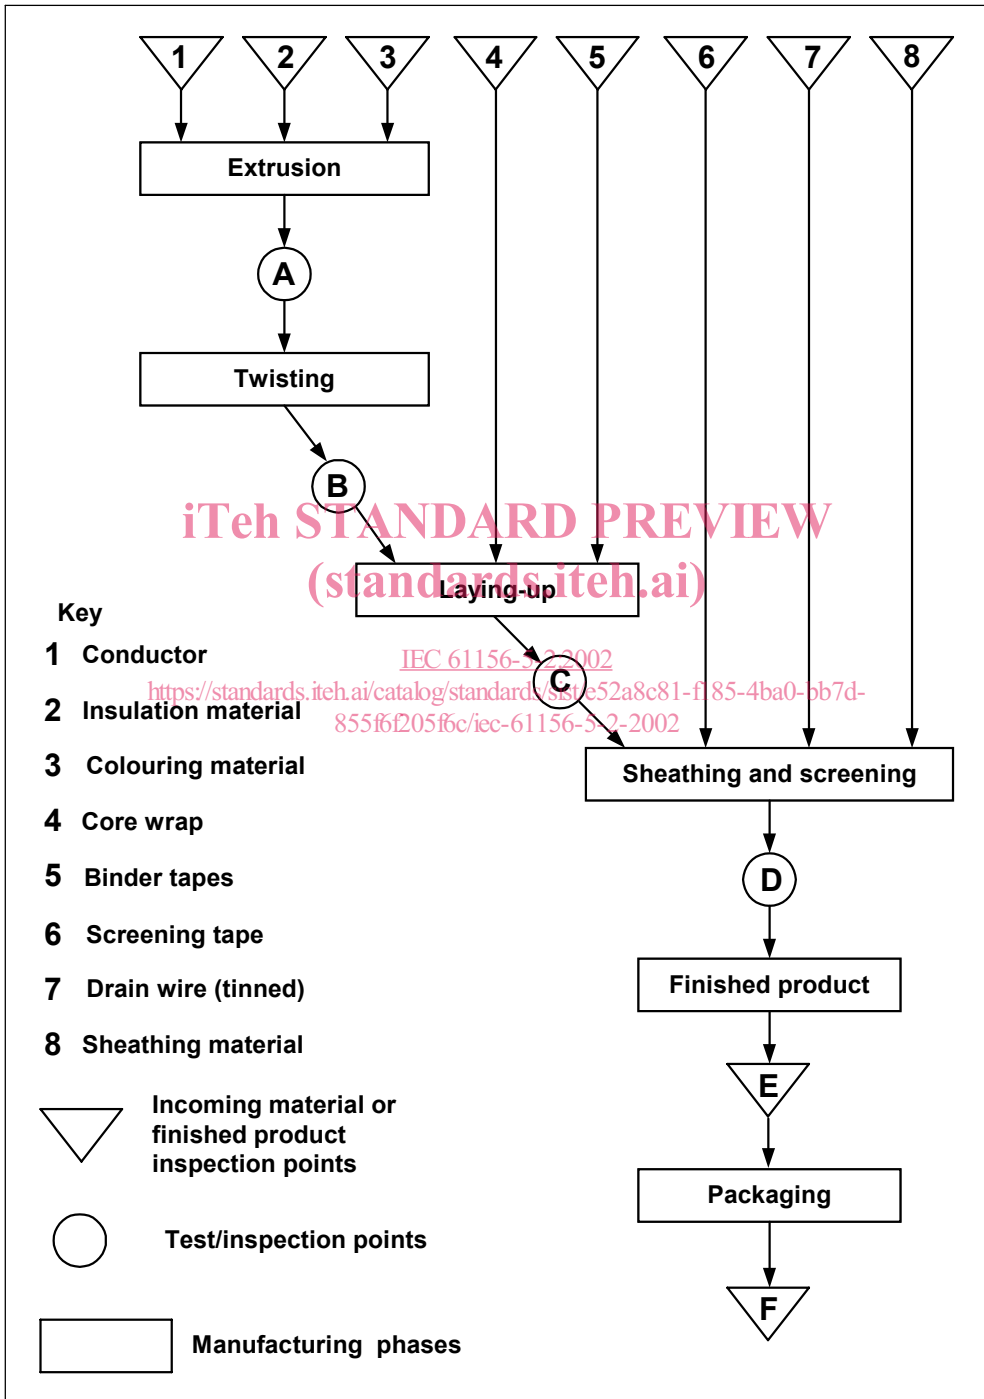 1 2 3 4 5 6 7 8
Extrusion
A
Twisting
B
iTeh STANDARD PREVIEW
(standards.iteh.ai)
Laying-up
Key
1 Conductor
IEC 61156-5-2:2002
C
https://standards.iteh.ai/catalog/standards/sist/e52a8c81-f185-4ba0-bb7d-
2 Insulation material
855f6f205f6c/iec-61156-5-2-2002
3 Colouring material
Sheathing and screening
4 Core wrap
5 Binder tapes
D
6 Screening tape
7 Drain wire (tinned)
Finished product
8 Sheathing material
E
Incoming material or
finished product
inspection points
Packaging
Test/inspection points
F
Manufacturing phases